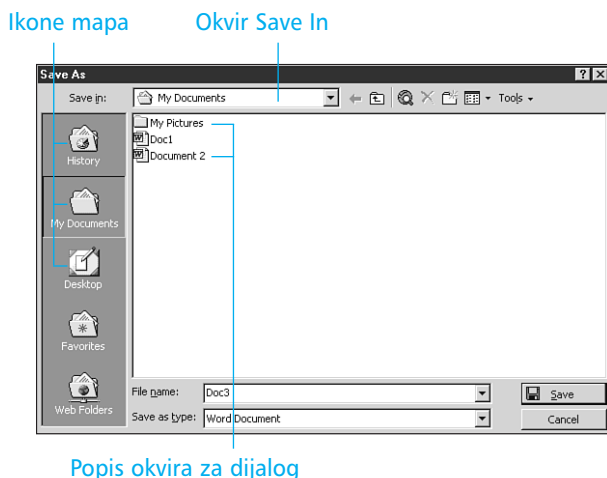 Ikone mapa Okvir Save In
Save As
Save in: My Documents Tools
My Pictures
Doc1
Document 2
History
My Documents
Desktop
Favorites
Web Folders
File name: Doc3 Save
Save as type: Word Document Cancel
Popis okvira za dijalog